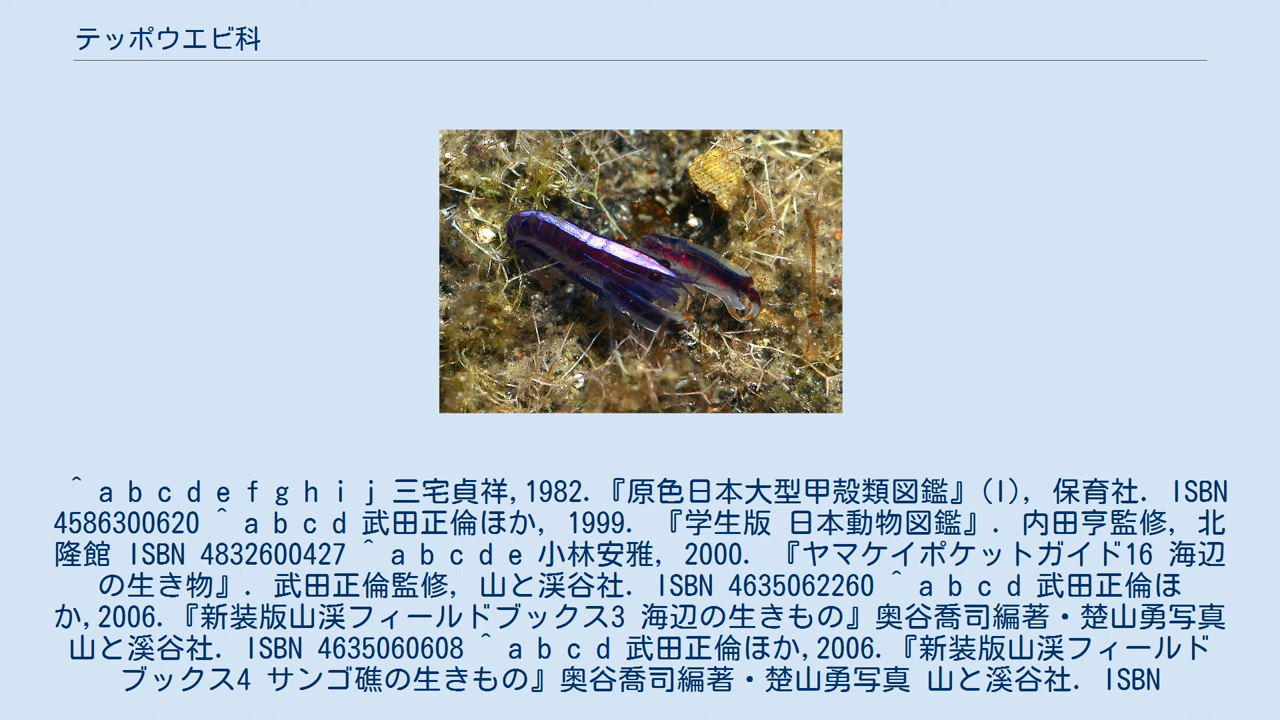 テッポウエビ科
^ a b c d e f g h i j 三宅貞祥,1982.『原色日本大型甲殻類図鑑』(I), 保育社. ISBN
4586300620 ^ a b c d 武田正倫ほか, 1999. 『学生版 日本動物図鑑』. 内田亨監修, 北
隆館 ISBN 4832600427 ^ a b c d e 小林安雅, 2000. 『ヤマケイポケットガイド16 海辺
の生き物』. 武田正倫監修, 山と溪谷社. ISBN 4635062260 ^ a b c d 武田正倫ほ
か,2006.『新装版山渓フィールドブックス3 海辺の生きもの』奥谷喬司編著・楚山勇写真
山と溪谷社. ISBN 4635060608 ^ a b c d 武田正倫ほか,2006.『新装版山渓フィールド
ブックス4 サンゴ礁の生きもの』奥谷喬司編著・楚山勇写真 山と溪谷社. ISBN